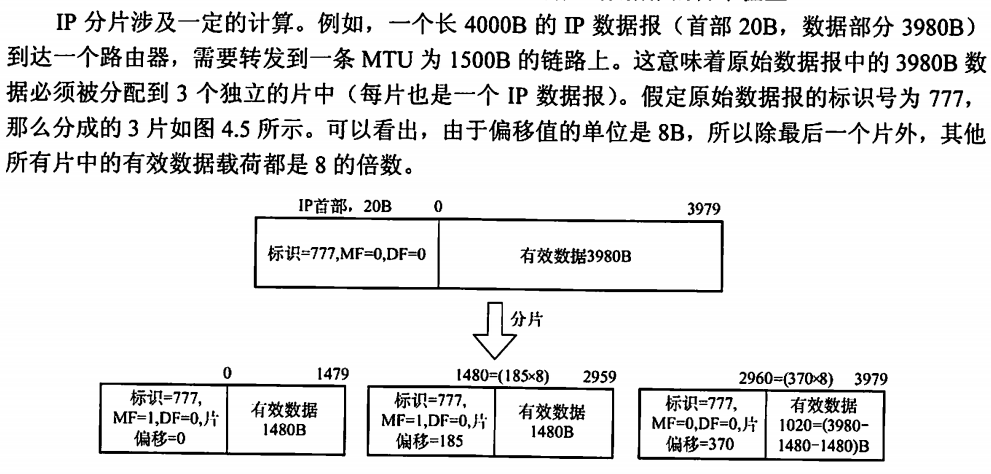 IP 分片涉及一定的计算。例如，一个长 4000B 的 IP 数据报（首部 20B，数据部分 3980B）
到达一个路由器，需要转发到一条 MTU 为 1500B 的链路上。这意味着原始数据报中的 3980B 数
据必须被分配到 3 个独立的片中（每片也是一个 IP 数据报）。假定原始数据报的标识号为 777，
那么分成的 3 片如图 4.5 所示。可以看出，由于偏移值的单位是 8B，所以除最后一个片外，其他
所有片中的有效数据载荷都是 8 的倍数。
IP首部，20B 0 3979
标识=777,MF=0,DF=0 有效数据3980B
分片
0 1479
标识=777,
MF=1,DF=0,片
偏移=0
有效数据
1480B
1480=(185×8) 2959
标识=777,
MF=1,DF=0,片
偏移=185
有效数据
1480B
2960=(370×8) 3979
标识=777,
MF=0,DF=0,片
偏移=370
有效数据
1020=(3980-
1480-1480)B